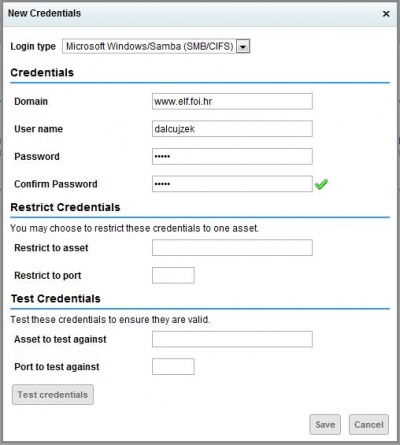 New Credentials
Login type Microsoft Windows/Samba (SMB/CIFS)
Credentials
Domain www.elf.foi.hr
User name dalcujzek
Password •••••
Confirm Password •••••
Restrict Credentials
You may choose to restrict these credentials to one asset.
Restrict to asset
Restrict to port
Test Credentials
Test these credentials to ensure they are valid.
Asset to test against
Port to test against
Test credentials
Save Cancel